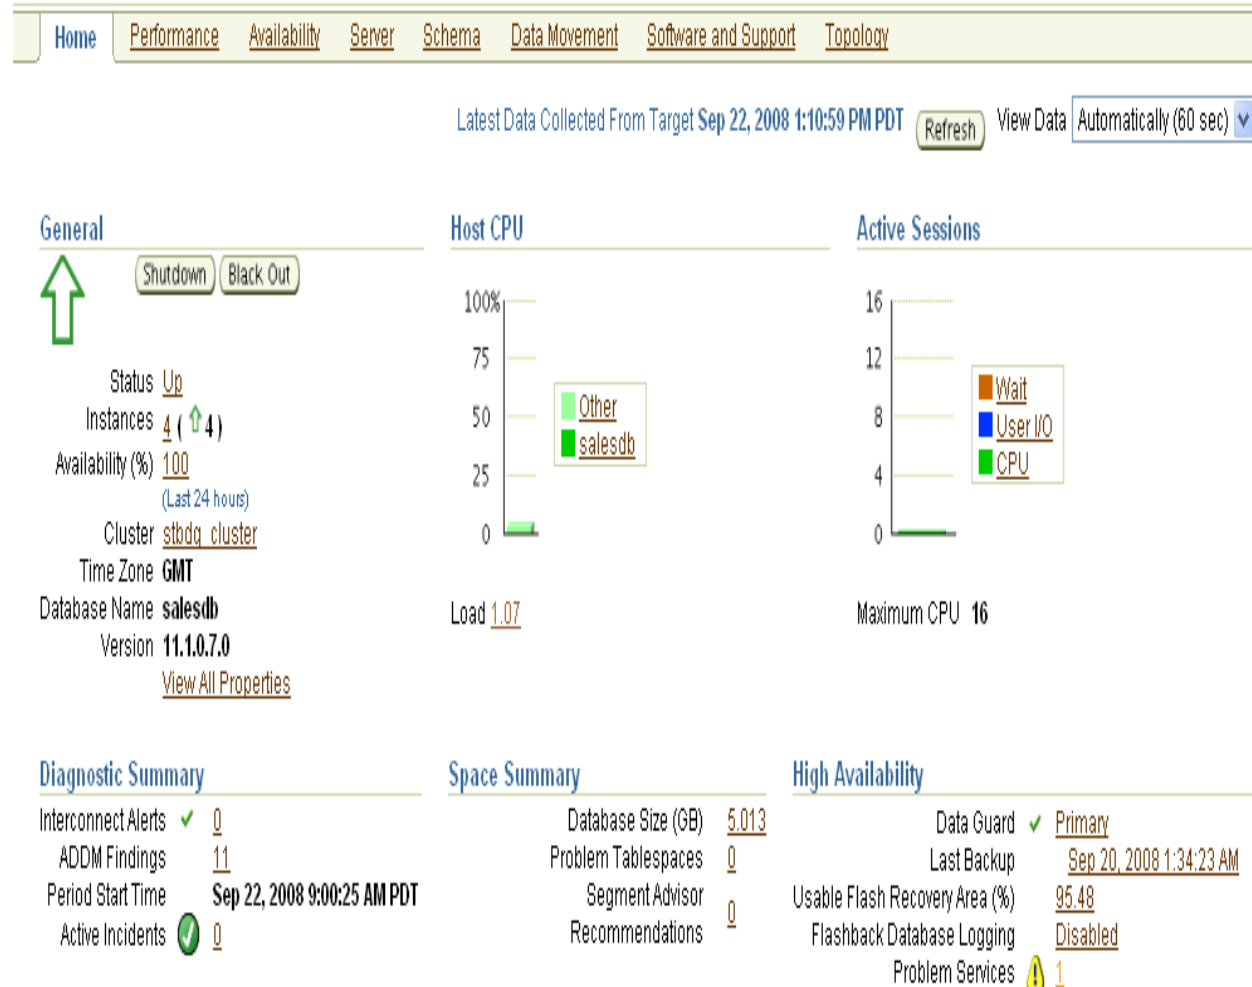 Home Performance Availability Server Schema Data Movement Software and Support Topology
Latest Data Collected From Target Sep 22, 2008 1:10:59 PM PDT Refresh View Data Automatically (60 sec)
General
Shutdown Black Out
Status Up
Instances 4 ( 4 )
Availability (%) 100
(Last 24 hours)
Cluster stbdq_cluster
Time Zone GMT
Database Name salesdb
Version 11.1.0.7.0
View All Properties
Host CPU
100%
75
50
25
0
Other
salesdb
Load 1.07
Active Sessions
16
12
8
4
0
Wait
User I/O
CPU
Maximum CPU 16
Diagnostic Summary
Interconnect Alerts 0
ADDM Findings 11
Period Start Time Sep 22, 2008 9:00:25 AM PDT
Active Incidents 0
Space Summary
Database Size (GB) 5.013
Problem Tablespaces 0
Segment Advisor
Recommendations 0
High Availability
Data Guard Primary
Last Backup Sep 20, 2008 1:34:23 AM
Usable Flash Recovery Area (%) 95.48
Flashback Database Logging Disabled
Problem Services 1